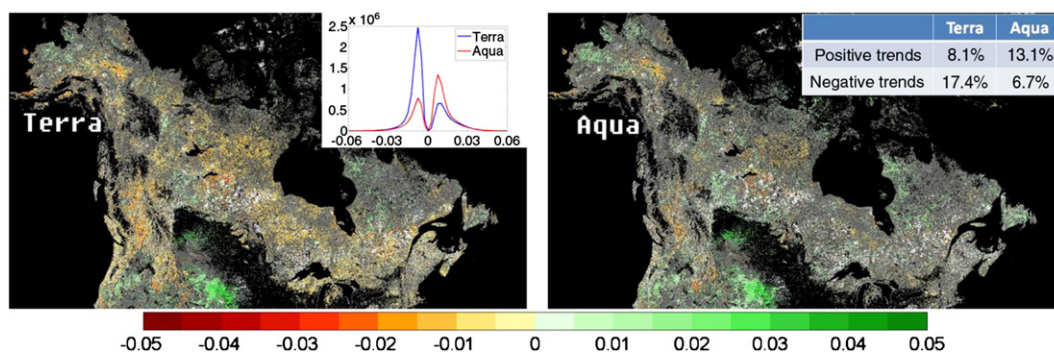 Terra
2.5 x 10^6
2
1.5
1
0.5
0
-0.06 -0.03 0 0.03 0.06
Terra
Aqua
Aqua
Terra Aqua
Positive trends 8.1% 13.1%
Negative trends 17.4% 6.7%
-0.05 -0.04 -0.03 -0.02 -0.01 0 0.01 0.02 0.03 0.04 0.05